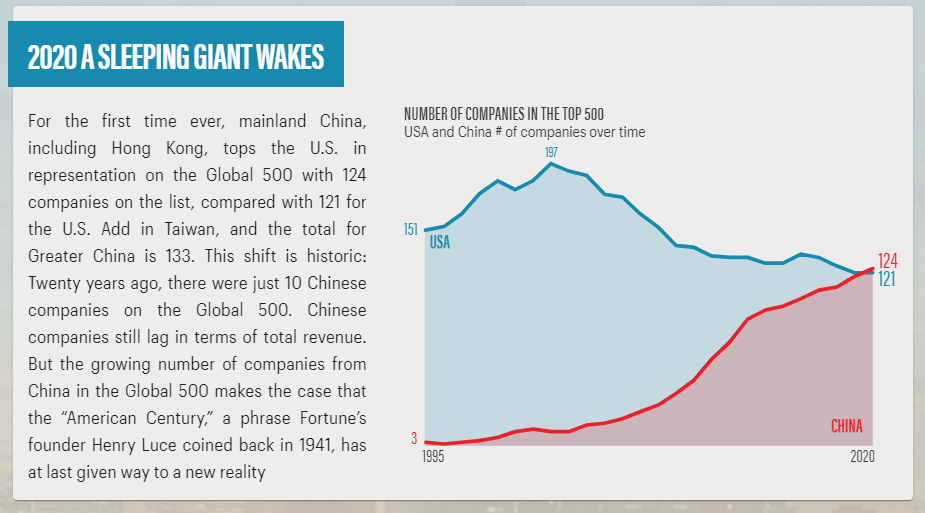 2020 A SLEEPING GIANT WAKES
For the first time ever, mainland China,
including Hong Kong, tops the U.S. in
representation on the Global 500 with 124
companies on the list, compared with 121 for
the U.S. Add in Taiwan, and the total for
Greater China is 133. This shift is historic:
Twenty years ago, there were just 10 Chinese
companies on the Global 500. Chinese
companies still lag in terms of total revenue.
But the growing number of companies from
China in the Global 500 makes the case that
the “American Century,” a phrase Fortune’s
founder Henry Luce coined back in 1941, has
at last given way to a new reality
NUMBER OF COMPANIES IN THE TOP 500
USA and China # of companies over time
197
151
USA
124
121
CHINA
3
1995
2020